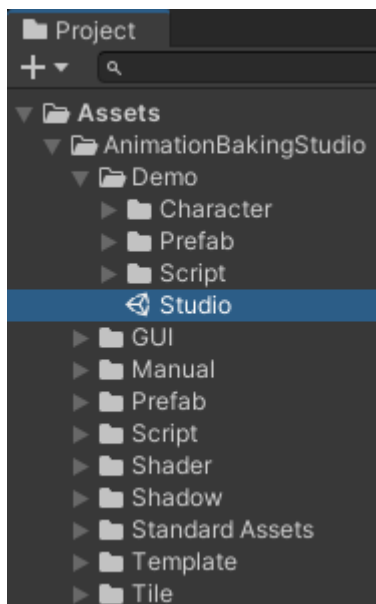 Project
Assets
AnimationBakingStudio
Demo
Character
Prefab
Script
Studio
GUI
Manual
Prefab
Script
Shader
Shadow
Standard Assets
Template
Tile